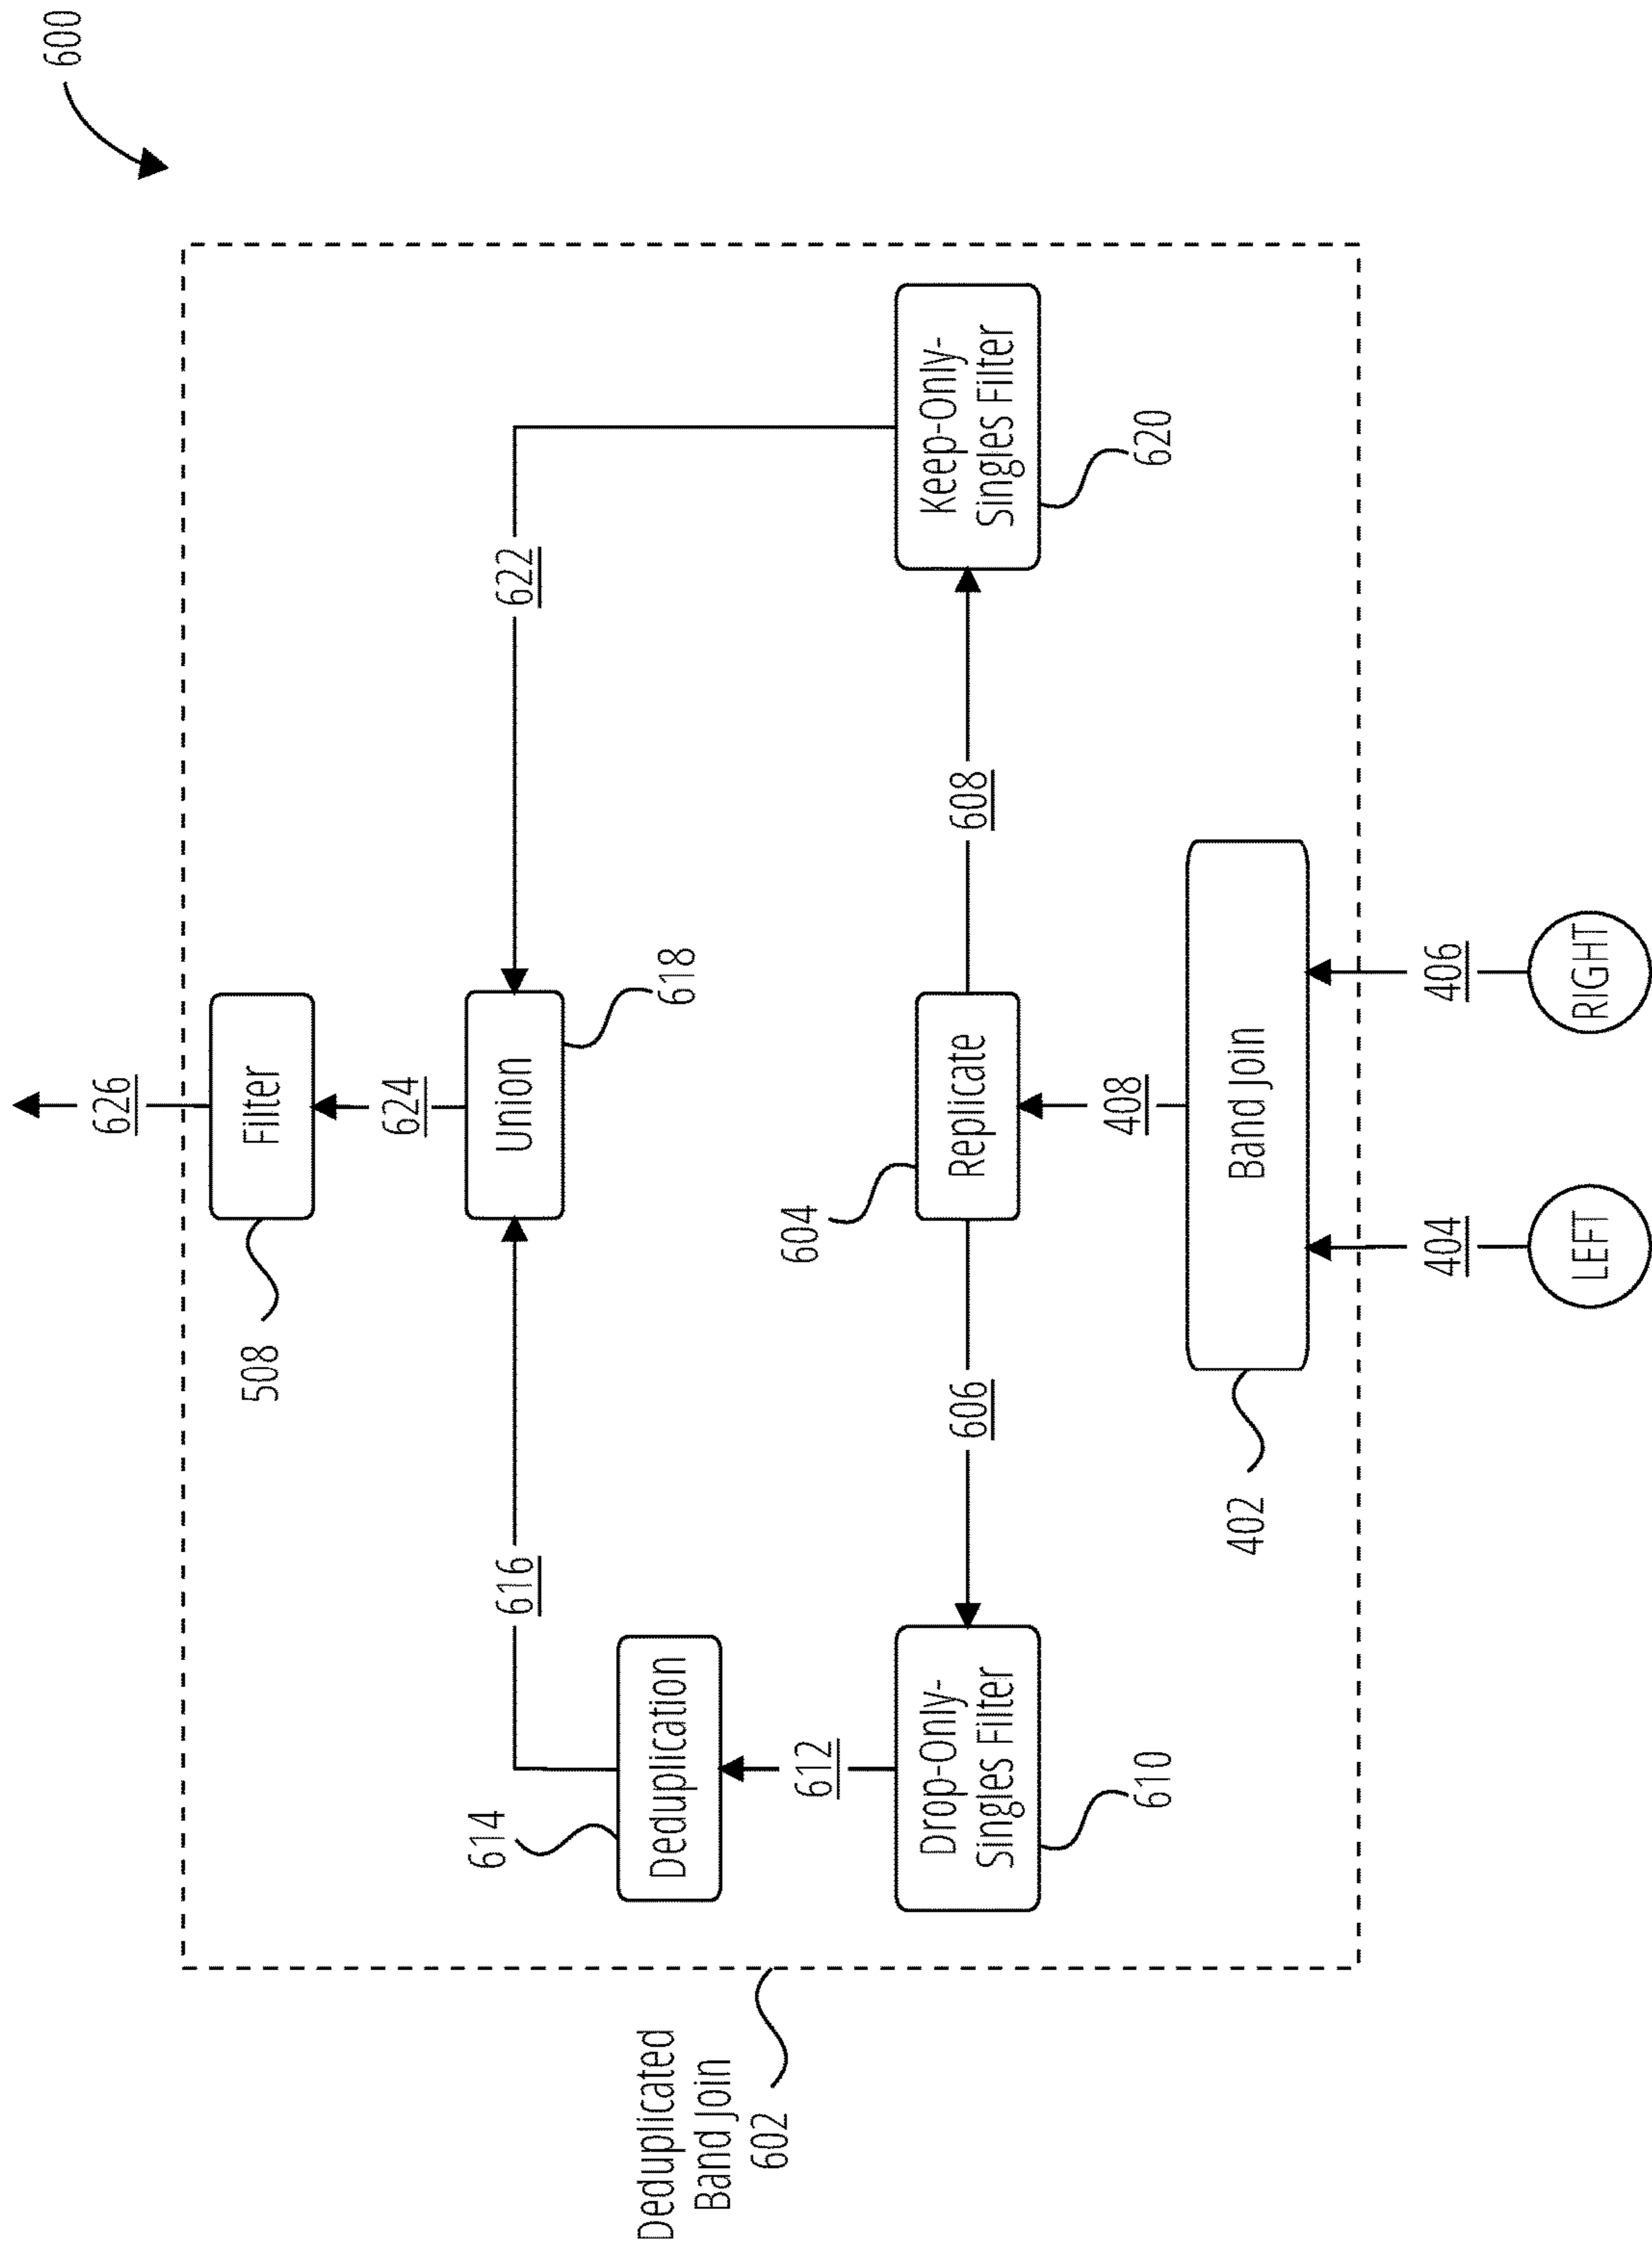 600
626
Filter
508
624
Union
618
616
622
Deduplication
614
612
Drop-Only-
Singles Filter
610
606
Replicate
604
608
Keep-Only-
Singles Filter
620
408
Band Join
402
404
406
LEFT
RIGHT
Deduplicated
Band Join
602